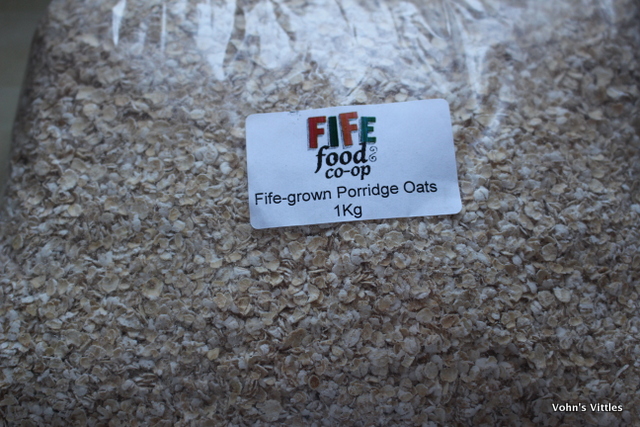 FIFE
food
co-op
Fife-grown Porridge Oats
1Kg
Vohn's Vittles